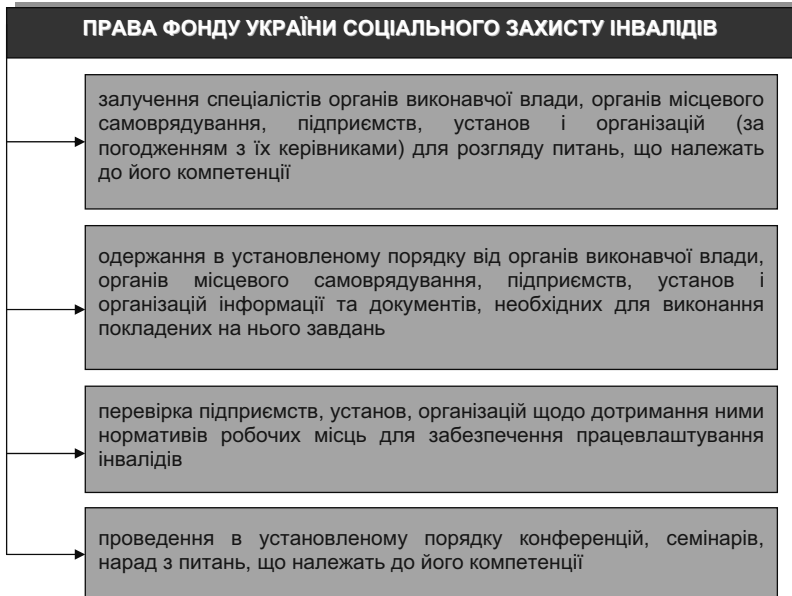 ПРАВА ФОНДУ УКРАЇНИ СОЦІАЛЬНОГО ЗАХИСТУ ІНВАЛІДІВ
залучення спеціалістів органів виконавчої влади, органів місцевого
самоврядування, підприємств, установ і організацій (за
погодженням з їх керівниками) для розгляду питань, що належать
до його компетенції
одержання в установленому порядку від органів виконавчої влади,
органів місцевого самоврядування, підприємств, установ і
організацій інформації та документів, необхідних для виконання
покладених на нього завдань
перевірка підприємств, установ, організацій щодо дотримання ними
нормативів робочих місць для забезпечення працевлаштування
інвалідів
проведення в установленому порядку конференцій, семінарів,
нарад з питань, що належать до його компетенції